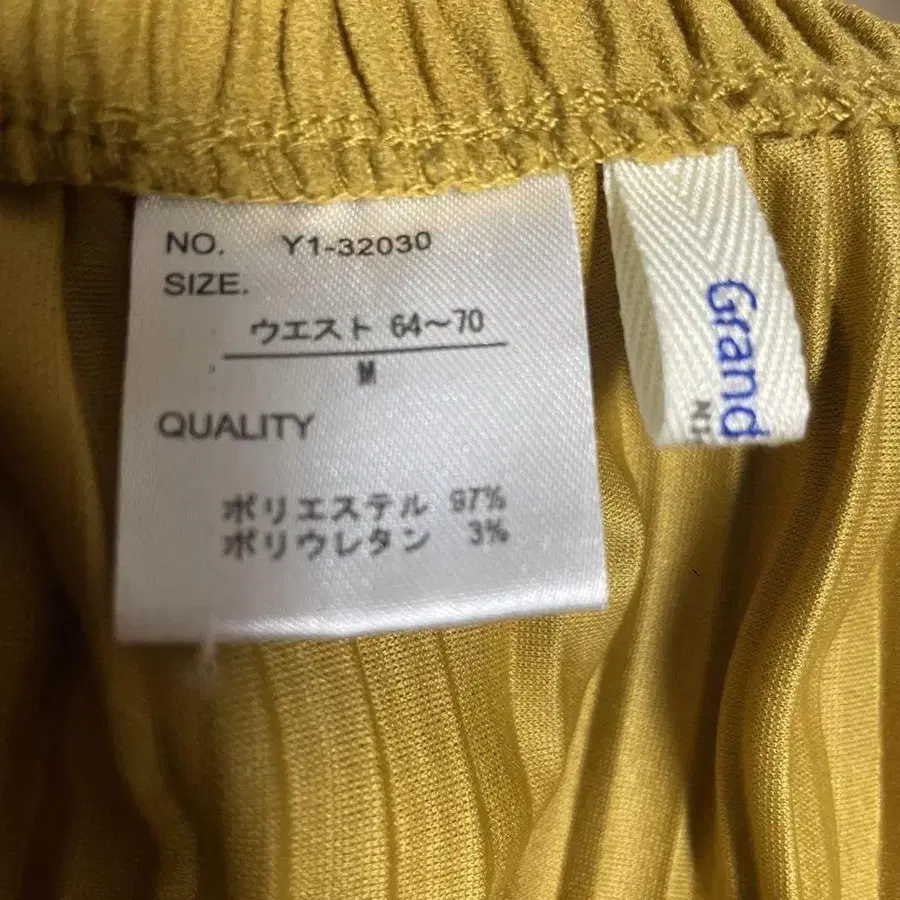 NO. Y1-32030
SIZE.
ウエスト 64〜70
M
QUALITY
ポリエステル 97%
ポリウレタン 3%
Grand